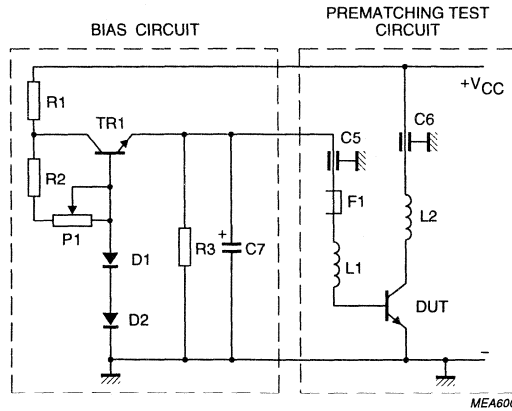 PREMATCHING TEST
CIRCUIT
BIAS CIRCUIT
+VCC
R1
TR1
C6
C5
R2
F1
P1
L2
+
D1
R3
C7
L1
DUT
D2
−
MEA600